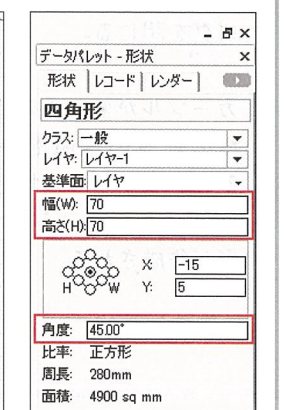 データパレット - 形状
形状 レコード レンダー
四角形
クラス: 一般
レイヤ: レイヤ-1
基準面: レイヤ
幅(W): 70
高さ(H): 70
X: -15
Y: 5
H W
角度: 45.00°
比率: 正方形
周長: 280mm
面積: 4900 sq mm